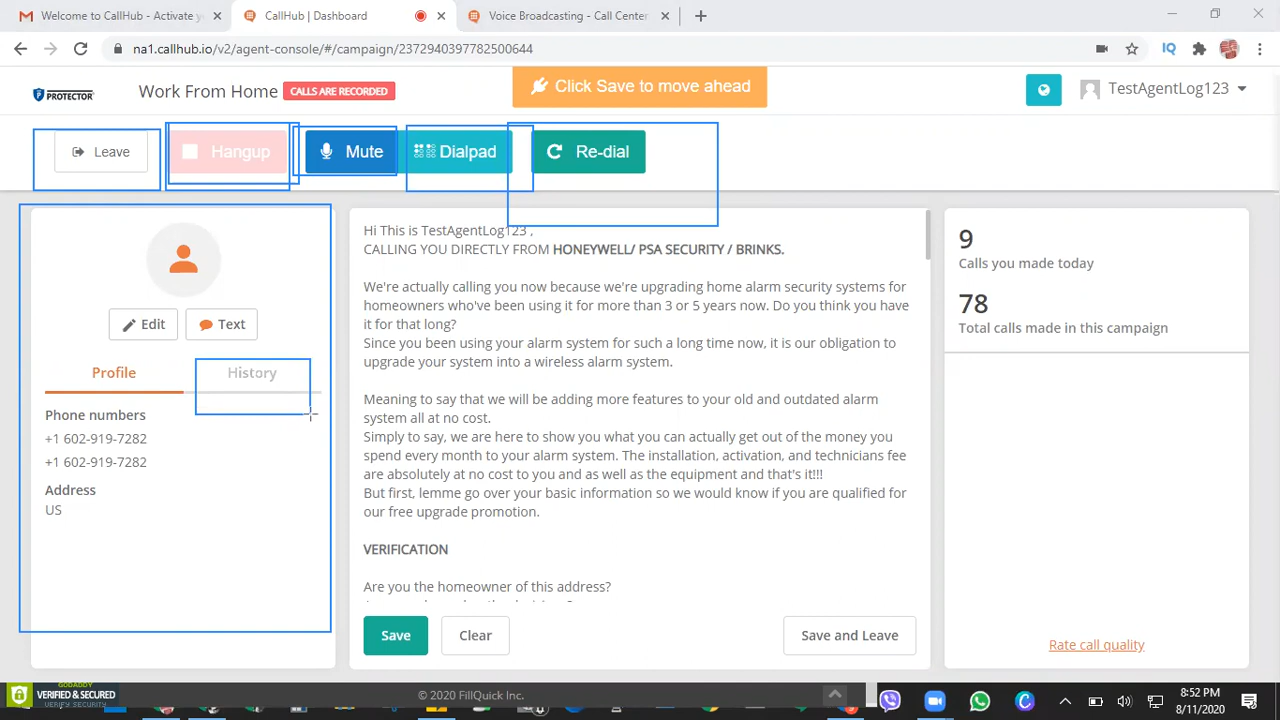 Welcome to CallHub - Activate yo
CallHub | Dashboard
Voice Broadcasting - Call Center
na1.callhub.io/v2/agent-console/#/campaign/2372940397782500644
IQ
PROTECTOR
Work From Home
CALLS ARE RECORDED
Click Save to move ahead
TestAgentLog123
Leave
Hangup
Mute
Dialpad
Re-dial
Edit
Text
Profile
History
Phone numbers
+1 602-919-7282
+1 602-919-7282
Address
US
Hi This is TestAgentLog123 ,
CALLING YOU DIRECTLY FROM HONEYWELL/ PSA SECURITY / BRINKS.
We're actually calling you now because we're upgrading home alarm security systems for
homeowners who've been using it for more than 3 or 5 years now. Do you think you have
it for that long?
Since you been using your alarm system for such a long time now, it is our obligation to
upgrade your system into a wireless alarm system.
Meaning to say that we will be adding more features to your old and outdated alarm
system all at no cost.
Simply to say, we are here to show you what you can actually get out of the money you
spend every month to your alarm system. The installation, activation, and technicians fee
are absolutely at no cost to you and as well as the equipment and that's it!!!
But first, lemme go over your basic information so we would know if you are qualified for
our free upgrade promotion.
VERIFICATION
Are you the homeowner of this address?
Save
Clear
Save and Leave
9
Calls you made today
78
Total calls made in this campaign
Rate call quality
GODADDY
VERIFIED & SECURED
VERIFY SECURITY
© 2020 FillQuick Inc.
8:52 PM
8/11/2020